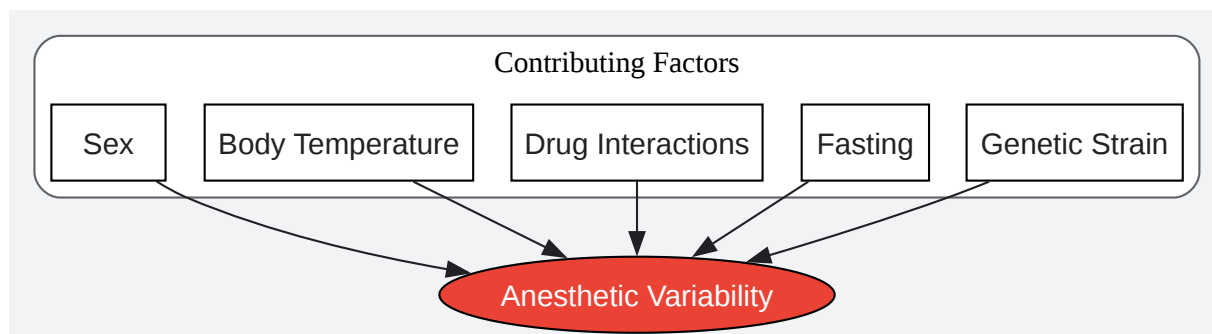 Contributing Factors
Sex
Body Temperature
Drug Interactions
Fasting
Genetic Strain
Anesthetic Variability